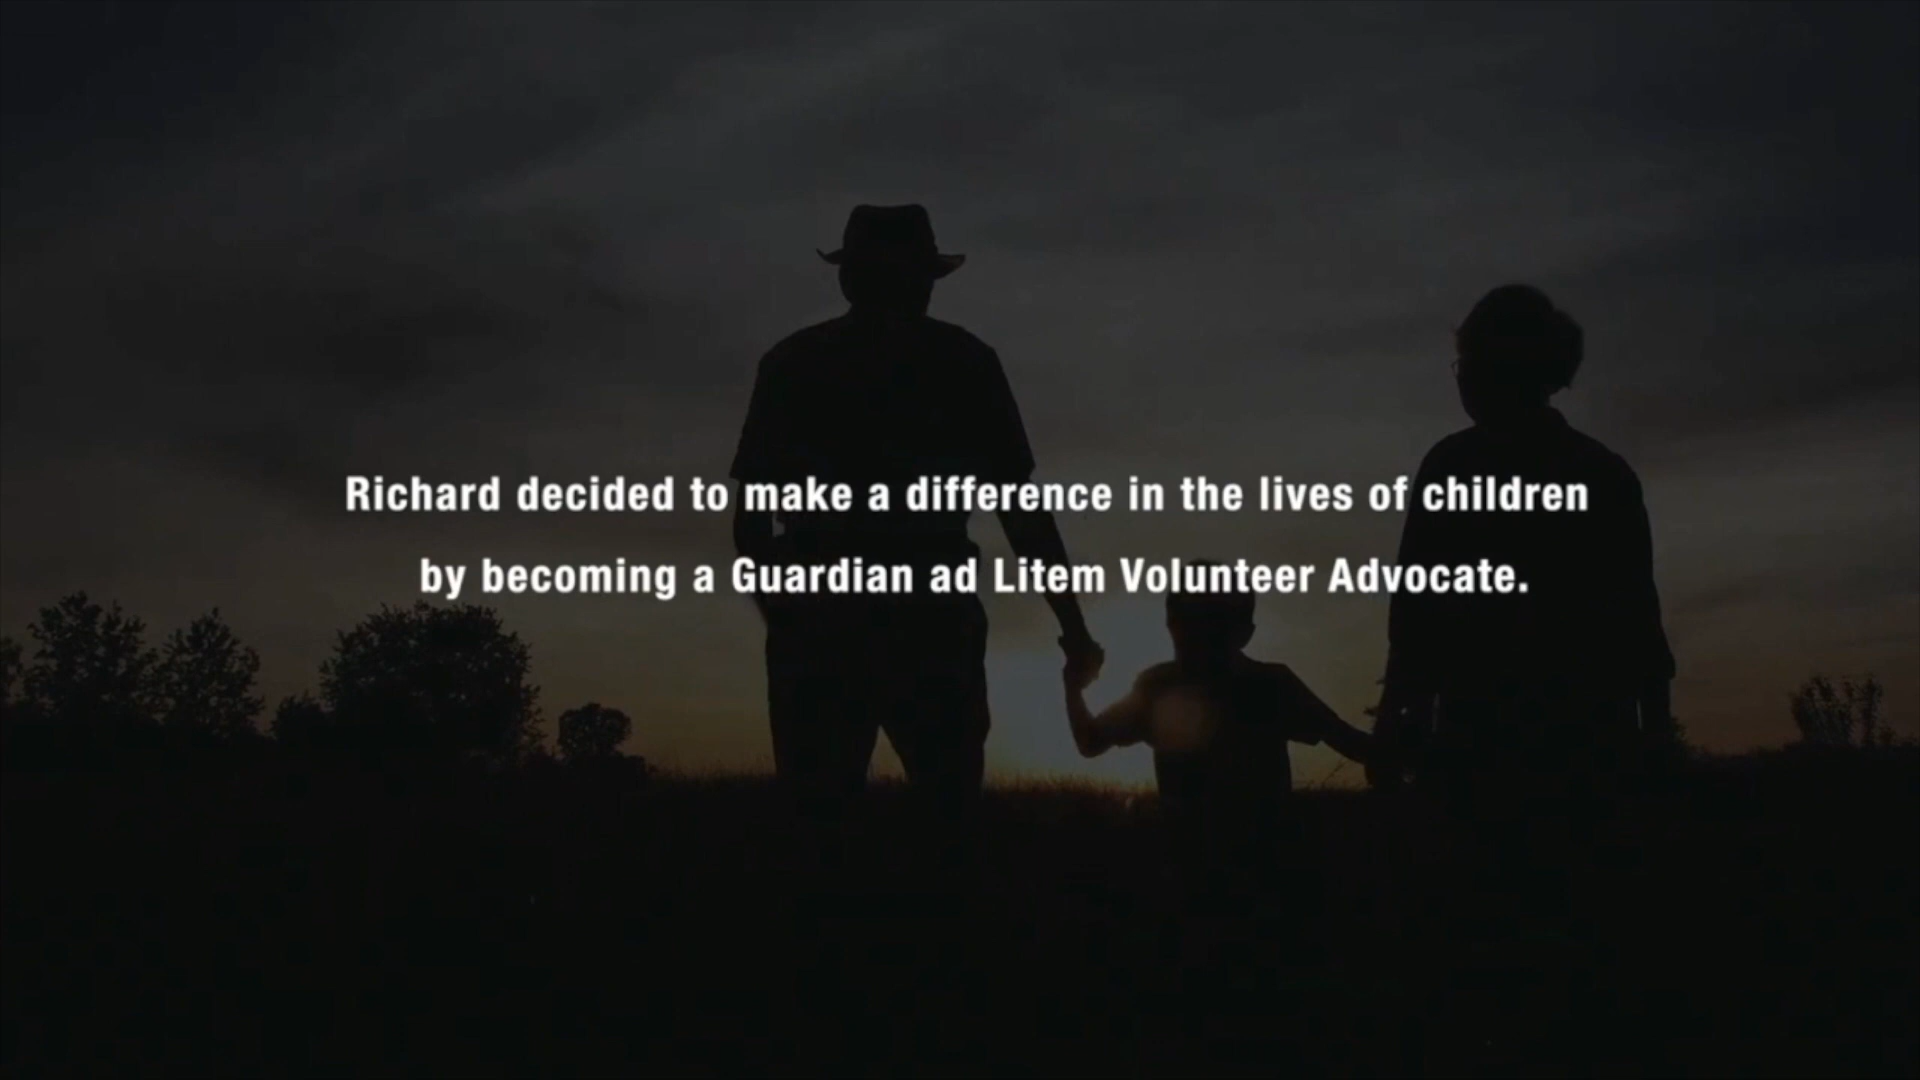 Richard decided to make a difference in the lives of children
by becoming a Guardian ad Litem Volunteer Advocate.